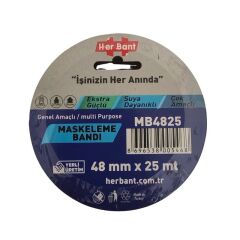 Her Bant
"İşinizin Her Anında"
Ekstra Güçlü
Suya Dayanıklı
Çok Amaçlı
Genel Amaçlı / multi Purpose
MB4825
MASKELEME BANDI
YERLİ ÜRETİM
48 mm x 25 mt
herbant.com.tr